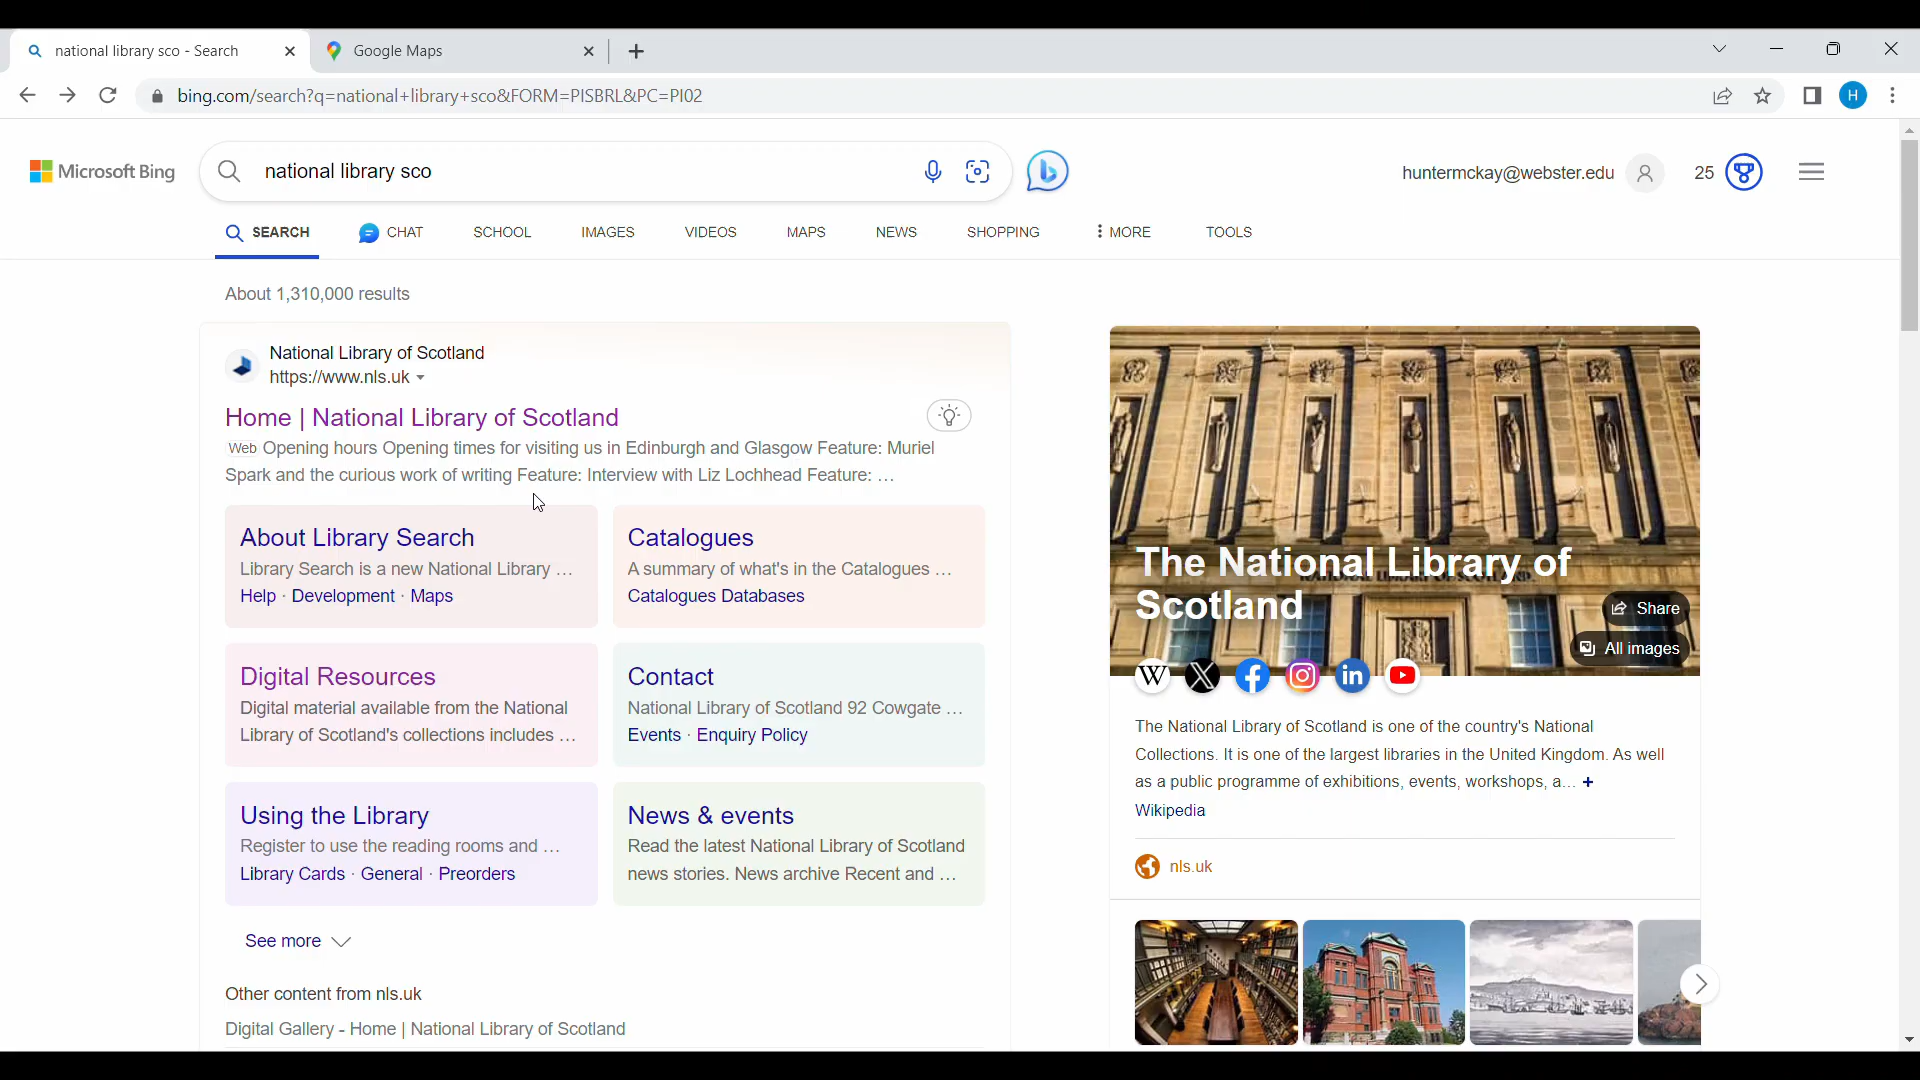 national library sco - Search
Google Maps
bing.com/search?q=national+library+sco&FORM=PISBRL&PC=PI02
H
Microsoft Bing
national library sco
huntermckay@webster.edu
25
SEARCH
CHAT
SCHOOL
IMAGES
VIDEOS
MAPS
NEWS
SHOPPING
MORE
TOOLS
About 1,310,000 results
National Library of Scotland
https://www.nls.uk
Home | National Library of Scotland
Web Opening hours Opening times for visiting us in Edinburgh and Glasgow Feature: Muriel
Spark and the curious work of writing Feature: Interview with Liz Lochhead Feature: …
About Library Search
Library Search is a new National Library …
Help · Development · Maps
Catalogues
A summary of what's in the Catalogues …
Catalogues Databases
Digital Resources
Digital material available from the National
Library of Scotland's collections includes …
Contact
National Library of Scotland 92 Cowgate …
Events · Enquiry Policy
Using the Library
Register to use the reading rooms and …
Library Cards · General · Preorders
News & events
Read the latest National Library of Scotland
news stories. News archive Recent and …
See more
Other content from nls.uk
Digital Gallery - Home | National Library of Scotland
The National Library of
Scotland
Share
All images
W
in
The National Library of Scotland is one of the country's National
Collections. It is one of the largest libraries in the United Kingdom. As well
as a public programme of exhibitions, events, workshops, a… +
Wikipedia
nls.uk